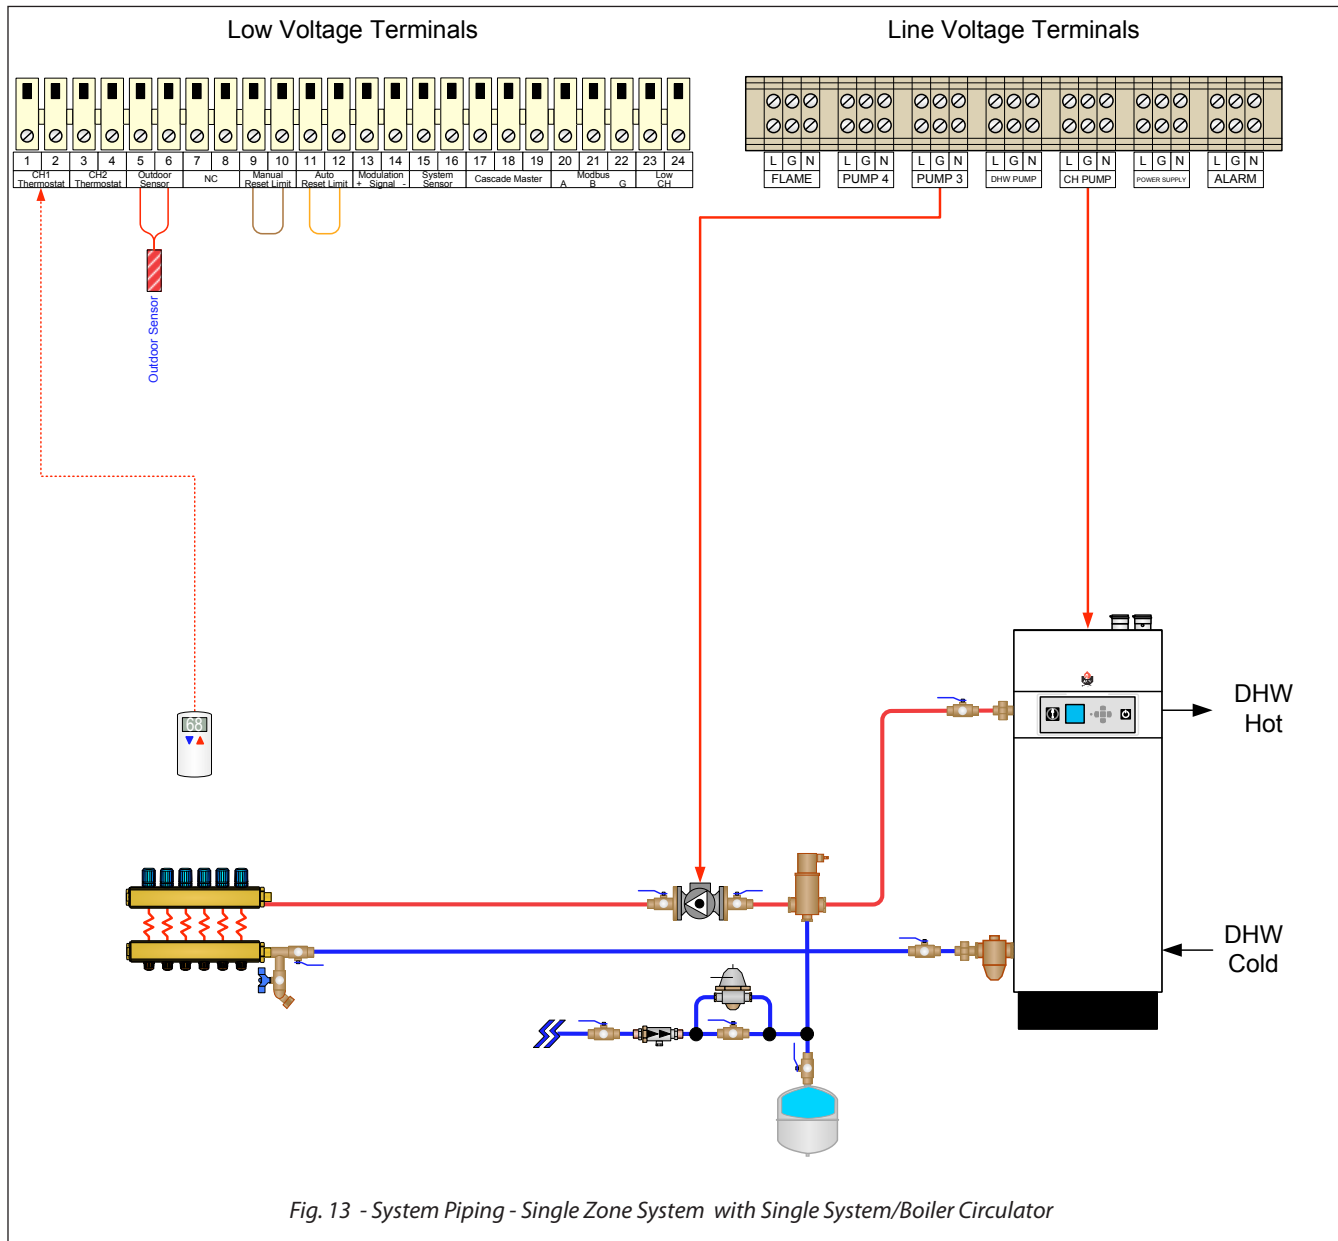 Low Voltage Terminals
Line Voltage Terminals
1 2 3 4 5 6 7 8 9 10 11 12 13 14 15 16 17 18 19 20 21 22 23 24
CH1 Thermostat
CH2 Thermostat
Outdoor Sensor
NC
Manual Reset Limit
Auto Reset Limit
Modulation + Signal -
System Sensor
Cascade Master
Modbus A B G
Low CH
L G N L G N L G N L G N L G N L G N L G N
FLAME PUMP 4 PUMP 3 DHW PUMP CH PUMP POWER SUPPLY ALARM
Outdoor Sensor
68
DHW
Hot
DHW
Cold
Fig. 13 - System Piping - Single Zone System with Single System/Boiler Circulator